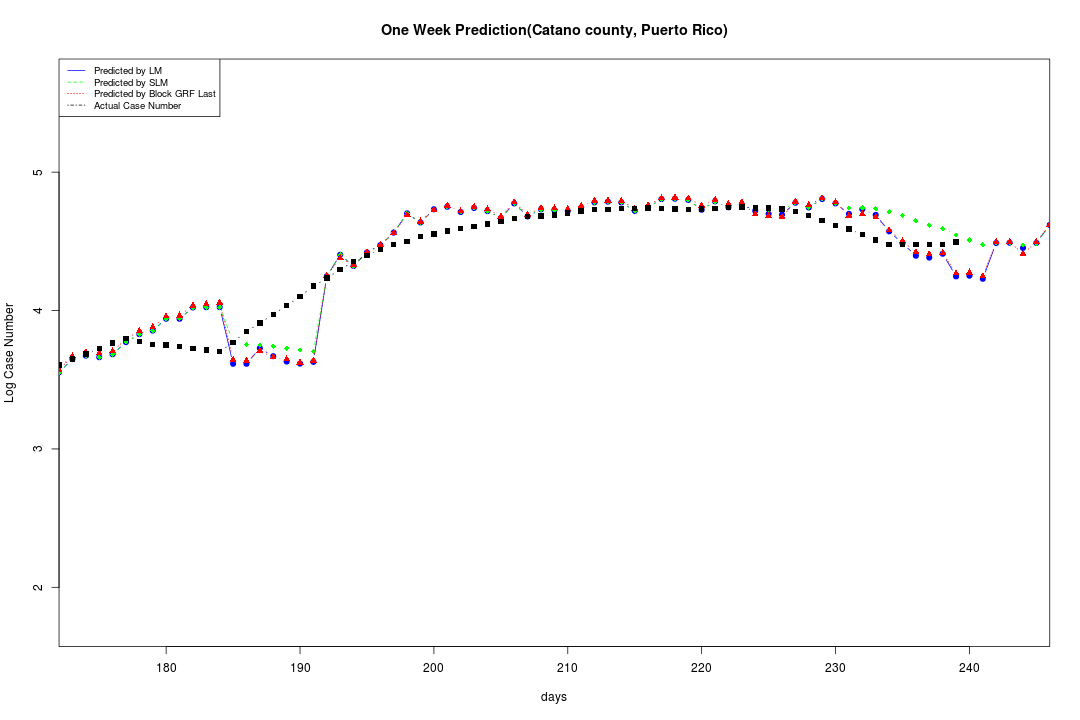 One Week Prediction(Catano county, Puerto Rico)
Predicted by LM
Predicted by SLM
Predicted by Block GRF Last
Actual Case Number
5
4
3
2
Log Case Number
180 190 200 210 220 230 240
days